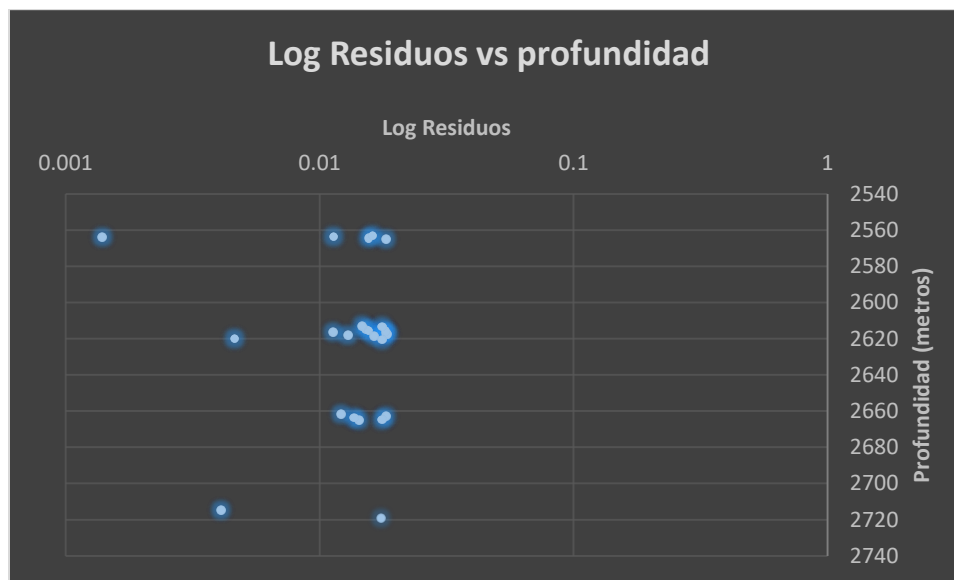 Log Residuos vs profundidad
Log Residuos
0.001 0.01 0.1 1
2540
2560
2580
2600
2620
2640
2660
2680
2700
2720
2740
Profundidad (metros)